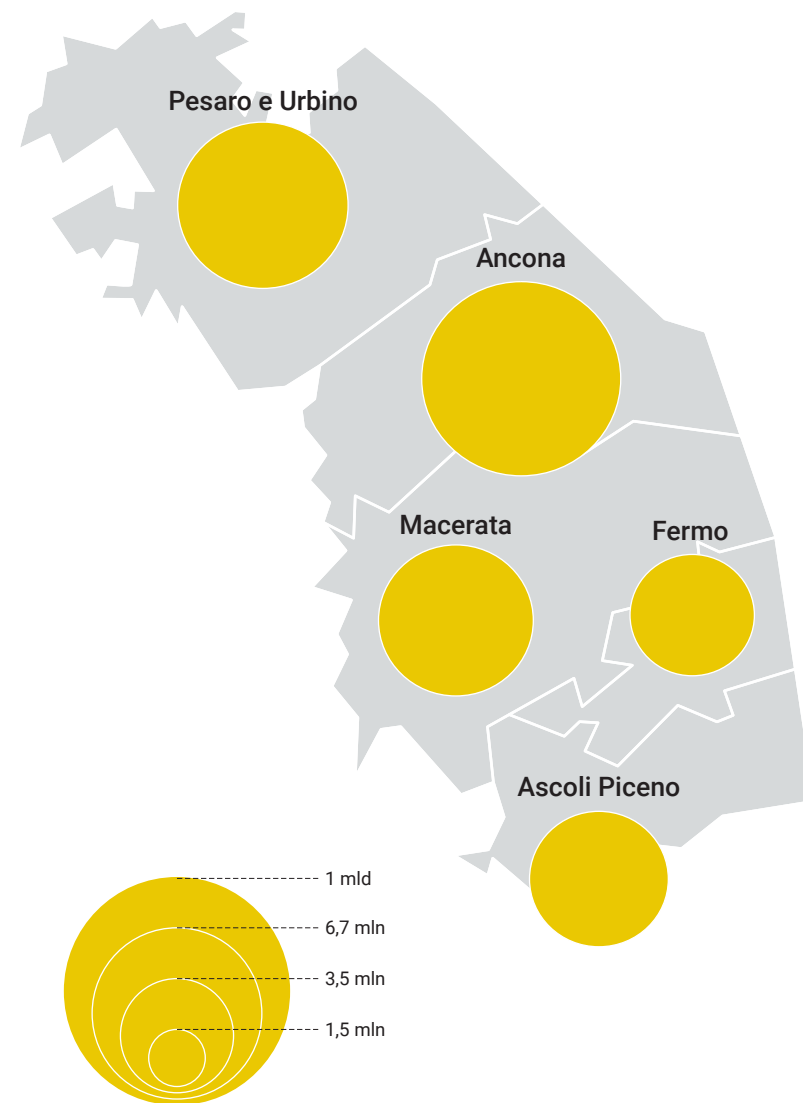 Pesaro e Urbino
Ancona
Macerata
Fermo
Ascoli Piceno
1 mld
6,7 mln
3,5 mln
1,5 mln